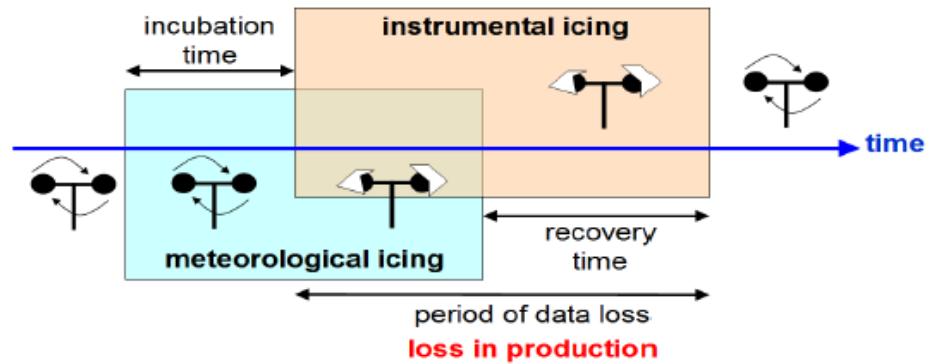 incubation
time
instrumental icing
time
meteorological icing
recovery
time
period of data loss
loss in production